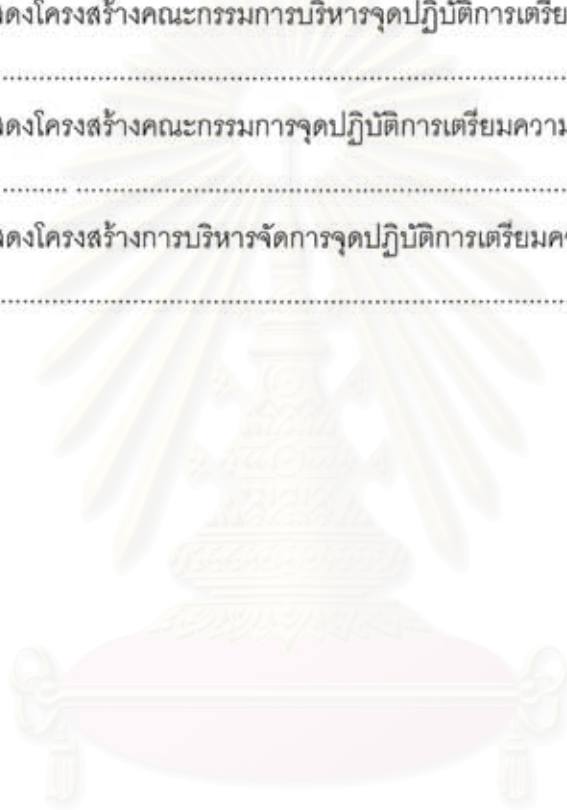 ดงโครงสร้างคณะกรรมการบริหารจุดปฏิบัติการเตรีย
..........................................................................
ดงโครงสร้างคณะกรรมการจุดปฏิบัติการเตรียมความ
......... ...............................................................
ดงโครงสร้างการบริหารจัดการจุดปฏิบัติการเตรียมค
..........................................................................